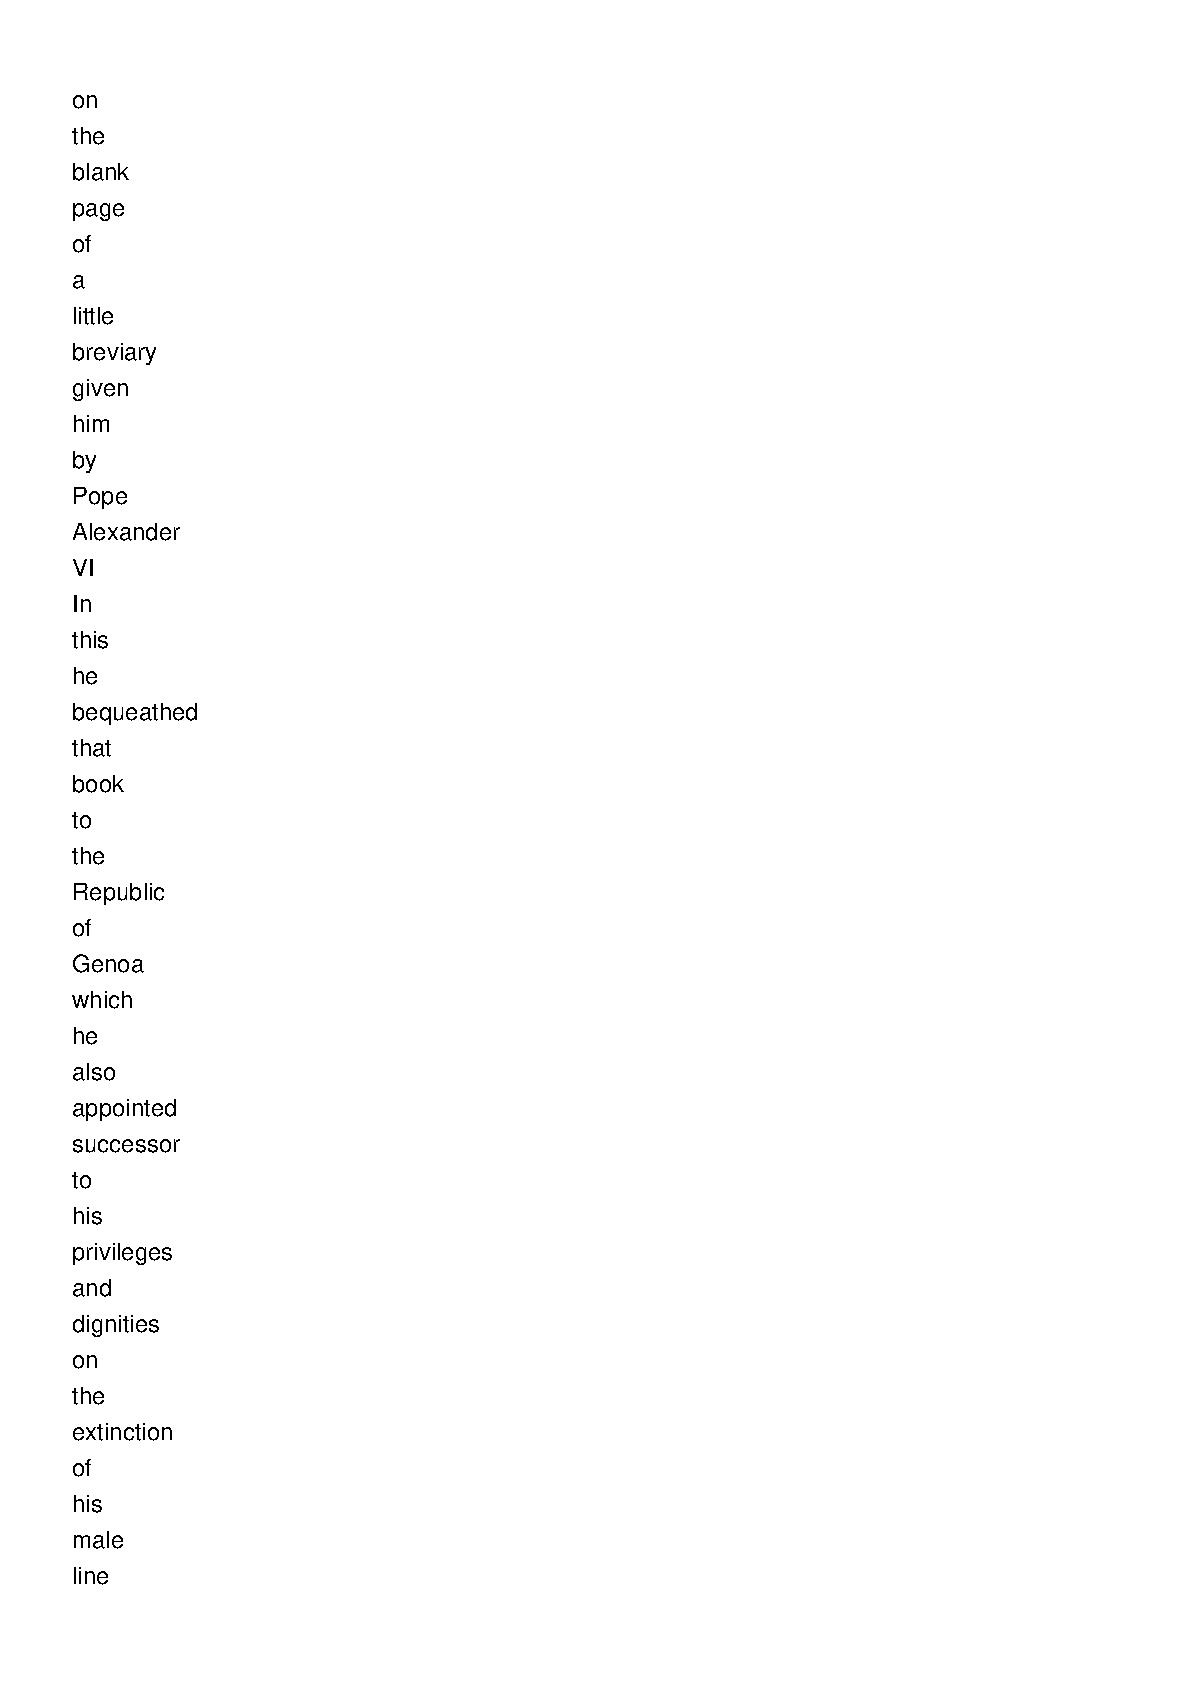 on
the
blank
page
of
a
little
breviary
given
him
by
Pope
Alexander
VI
In
this
he
bequeathed
that
book
to
the
Republic
of
Genoa
which
he
also
appointed
successor
to
his
privileges
and
dignities
on
the
extinction
of
his
male
line